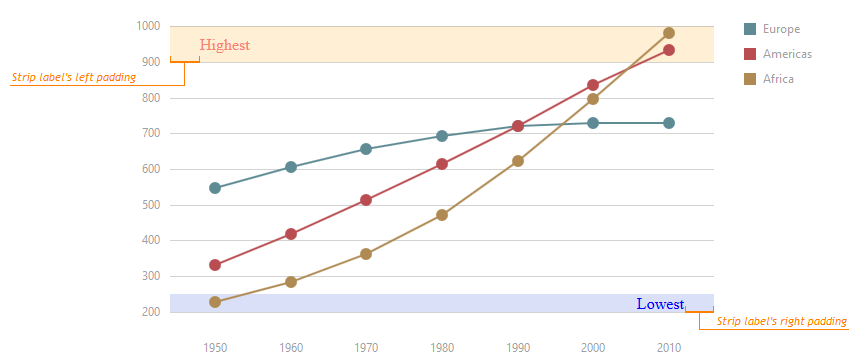 1000
Highest
900
Strip label's left padding
800
700
600
500
400
300
200
Lowest
Strip label's right padding
1950 1960 1970 1980 1990 2000 2010
Europe
Americas
Africa